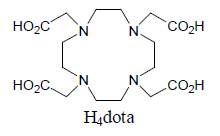 HO₂C CO₂H
N N
HO₂C N N CO₂H
H₄dota